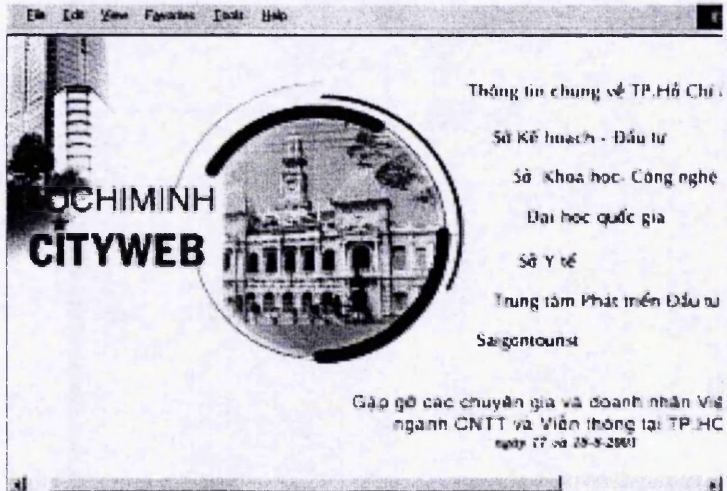 File Edit View Favorites Tools Help
Thông tin chung về TP.Hồ Chí
Sở Kế hoạch - Đầu tư
Sở Khoa học- Công nghệ
Đại học quốc gia
HOCHIMINH
CITYWEB
Sở Y tế
Trung tâm Phát triển Đầu tư
Saigontourist
Gặp gỡ các chuyên gia và doanh nhân Việ
ngành CNTT và Viễn thông tại TP.HC